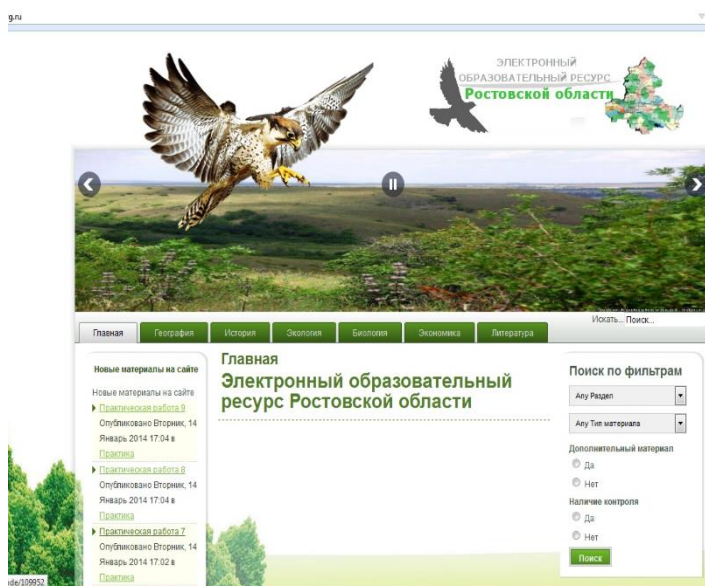 rg.ru
ЭЛЕКТРОННЫЙ
ОБРАЗОВАТЕЛЬНЫЙ РЕСУРС
Ростовской области
Искать... Поиск...
Главная
География
История
Экология
Биология
Экономика
Литература
Новые материалы на сайте
Новые материалы на сайте
Практическая работа 9
Опубликовано Вторник, 14
Январь 2014 17:04 в
Практика
Практическая работа 8
Опубликовано Вторник, 14
Январь 2014 17:04 в
Практика
Практическая работа 7
Опубликовано Вторник, 14
Январь 2014 17:02 в
Практика
Главная
Электронный образовательный
ресурс Ростовской области
Поиск по фильтрам
Any Раздел
Any Тип материала
Дополнительный материал
Да
Нет
Наличие контроля
Да
Нет
Поиск
ode/109952